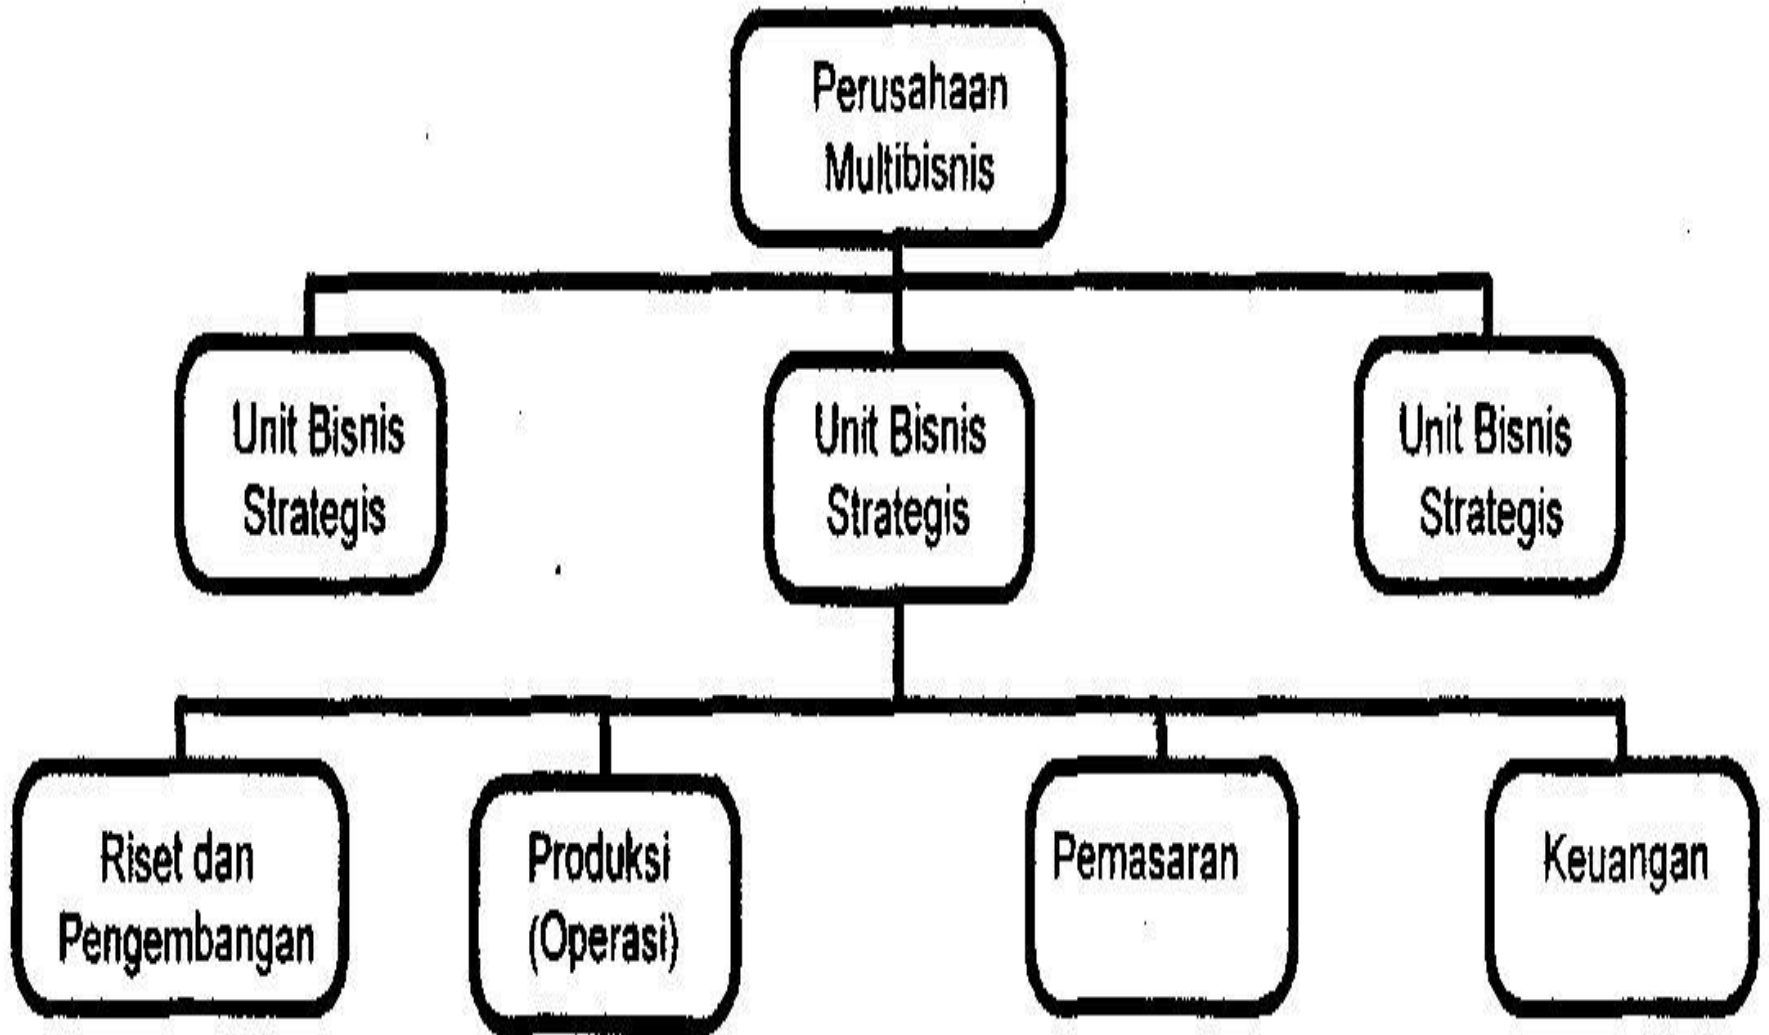 Perusahaan
Multibisnis
Unit Bisnis
Strategis
Unit Bisnis
Strategis
Unit Bisnis
Strategis
Riset dan
Pengembangan
Produksi
(Operasi)
Pemasaran
Keuangan